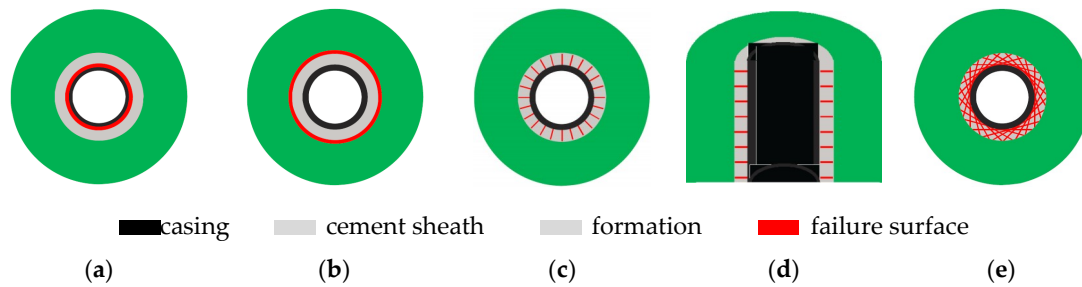 casing cement sheath formation failure surface
(a) (b) (c) (d) (e)